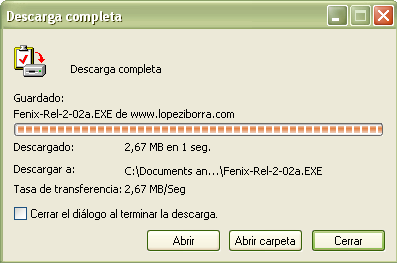 Descarga completa
Descarga completa
Guardado:
Fenix-Rel-2-02a.EXE de www.lopeziborra.com
Descargado: 2,67 MB en 1 seg.
Descargar a: C:\Documents an...\Fenix-Rel-2-02a.EXE
Tasa de transferencia: 2,67 MB/Seg
Cerrar el diálogo al terminar la descarga.
Abrir Abrir carpeta Cerrar